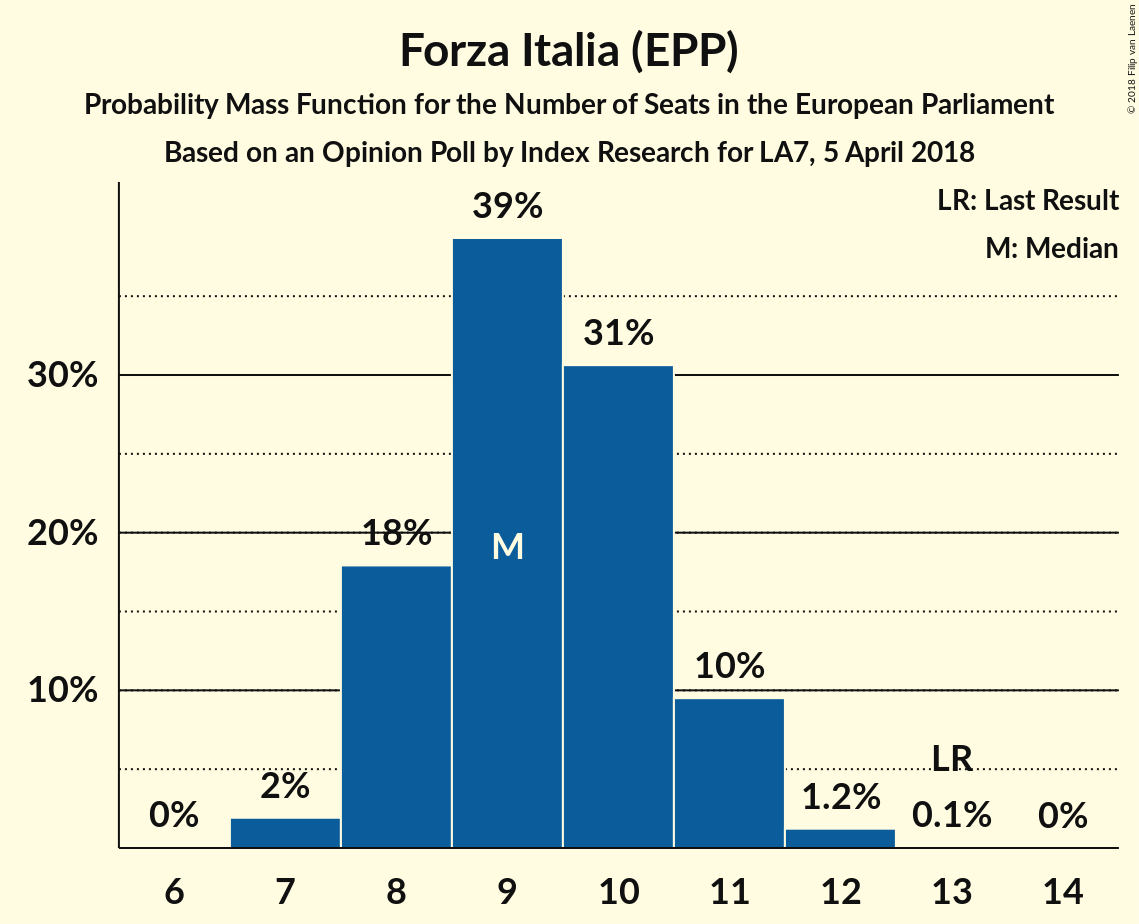 Forza Italia (EPP)
Probability Mass Function for the Number of Seats in the European Parliament
Based on an Opinion Poll by Index Research for LA7, 5 April 2018
© 2018 Filip van Laenen
LR: Last Result
M: Median
39%
31%
30%
18%
20%
M
10%
10%
LR
2%
1.2%
0%
0.1%
0%
6 7 8 9 10 11 12 13 14